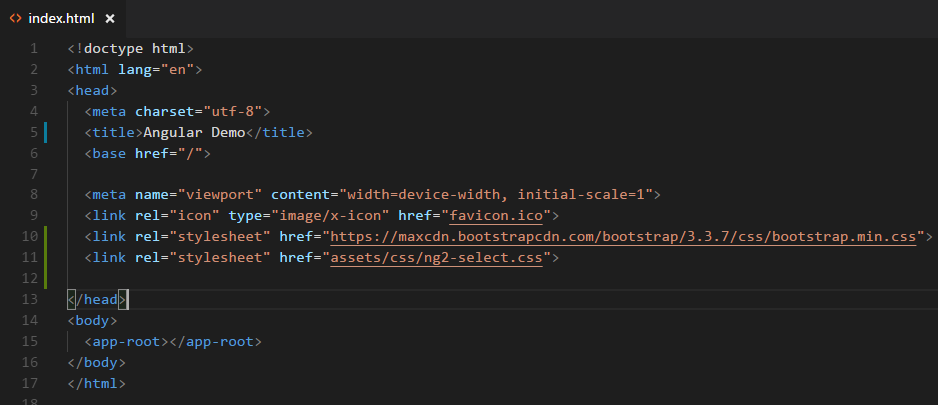 <> index.html ×
1 <!doctype html>
2 <html lang="en">
3 <head>
4   <meta charset="utf-8">
5   <title>Angular Demo</title>
6   <base href="/">
7
8   <meta name="viewport" content="width=device-width, initial-scale=1">
9   <link rel="icon" type="image/x-icon" href="favicon.ico">
10   <link rel="stylesheet" href="https://maxcdn.bootstrapcdn.com/bootstrap/3.3.7/css/bootstrap.min.css">
11   <link rel="stylesheet" href="assets/css/ng2-select.css">
12
13 </head>
14 <body>
15   <app-root></app-root>
16 </body>
17 </html>
18